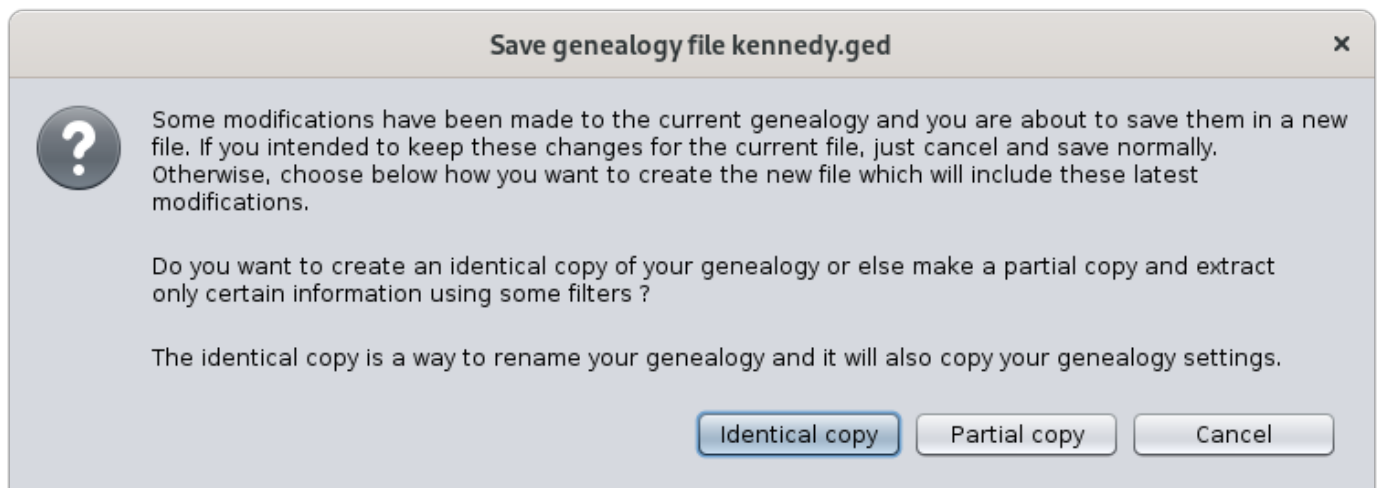 Save genealogy file kennedy.ged
Some modifications have been made to the current genealogy and you are about to save them in a new
file. If you intended to keep these changes for the current file, just cancel and save normally.
Otherwise, choose below how you want to create the new file which will include these latest
modifications.
Do you want to create an identical copy of your genealogy or else make a partial copy and extract
only certain information using some filters ?
The identical copy is a way to rename your genealogy and it will also copy your genealogy settings.
Identical copy Partial copy Cancel